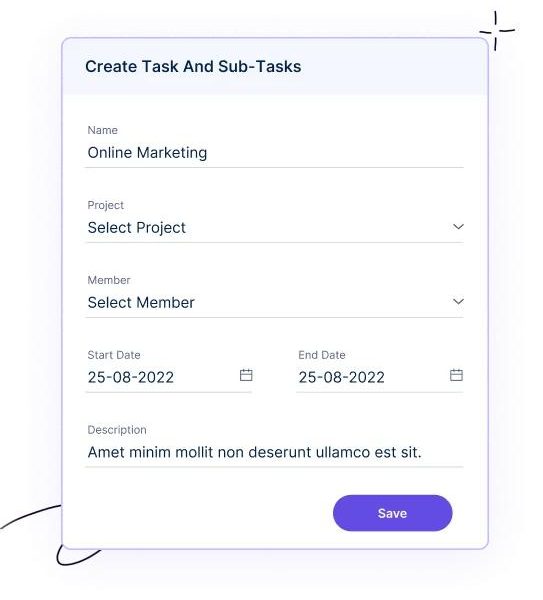 Create Task And Sub-Tasks
Name
Online Marketing
Project
Select Project
Member
Select Member
Start Date
End Date
25-08-2022
25-08-2022
Description
Amet minim mollit non deserunt ullamco est sit.
Save